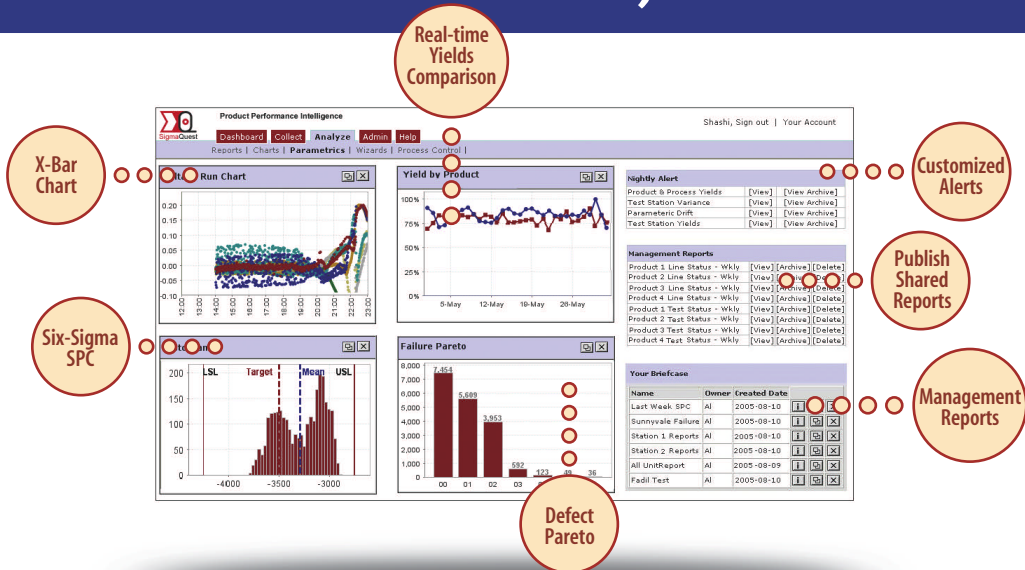 Real-time
Yields
Comparison
X-Bar
Chart
Six-Sigma
SPC
Customized
Alerts
Publish
Shared
Reports
Management
Reports
Defect
Pareto
SigmaQuest
Product Performance Intelligence
Shashi, Sign out | Your Account
Dashboard Collect Analyze Admin Help
Reports | Charts | Parametrics | Wizards | Process Control |
Run Chart
0.20
0.15
0.10
0.05
0.00
-0.05
-0.10
12:00 13:00 14:00 15:00 16:00 17:00 18:00 19:00 20:00 21:00 22:00 23:00
Yield by Product
100%
75%
50%
25%
0%
5-May 12-May 19-May 26-May
Nightly Alert
Product & Process Yields [View] [View Archive]
Test Station Variance [View] [View Archive]
Parameteric Drift [View] [View Archive]
Test Station Yields [View] [View Archive]
Management Reports
Product 1 Line Status - Wkly [View] [Archive] [Delete]
Product 2 Line Status - Wkly [View] [Archive] [Delete]
Product 3 Line Status - Wkly [View] [Archive] [Delete]
Product 4 Line Status - Wkly [View] [Archive] [Delete]
Product 1 Test Status - Wkly [View] [Archive] [Delete]
Product 2 Test Status - Wkly [View] [Archive] [Delete]
Product 3 Test Status - Wkly [View] [Archive] [Delete]
Product 4 Test Status - Wkly [View] [Archive] [Delete]
LSL Target Mean USL
200
150
100
50
0
-4000 -3500 -3000
Failure Pareto
8,000
7,000
6,000
5,000
4,000
3,000
2,000
1,000
0
7,454
5,609
3,953
592
123
49
36
00 01 02
Your Briefcase
Name Owner Created Date
Last Week SPC Al 2005-08-10
Sunnyvale Failure Al 2005-08-10
Station 1 Reports Al 2005-08-10
Station 2 Reports Al 2005-08-10
All UnitReport Al 2005-08-09
Fadil Test Al 2005-08-10